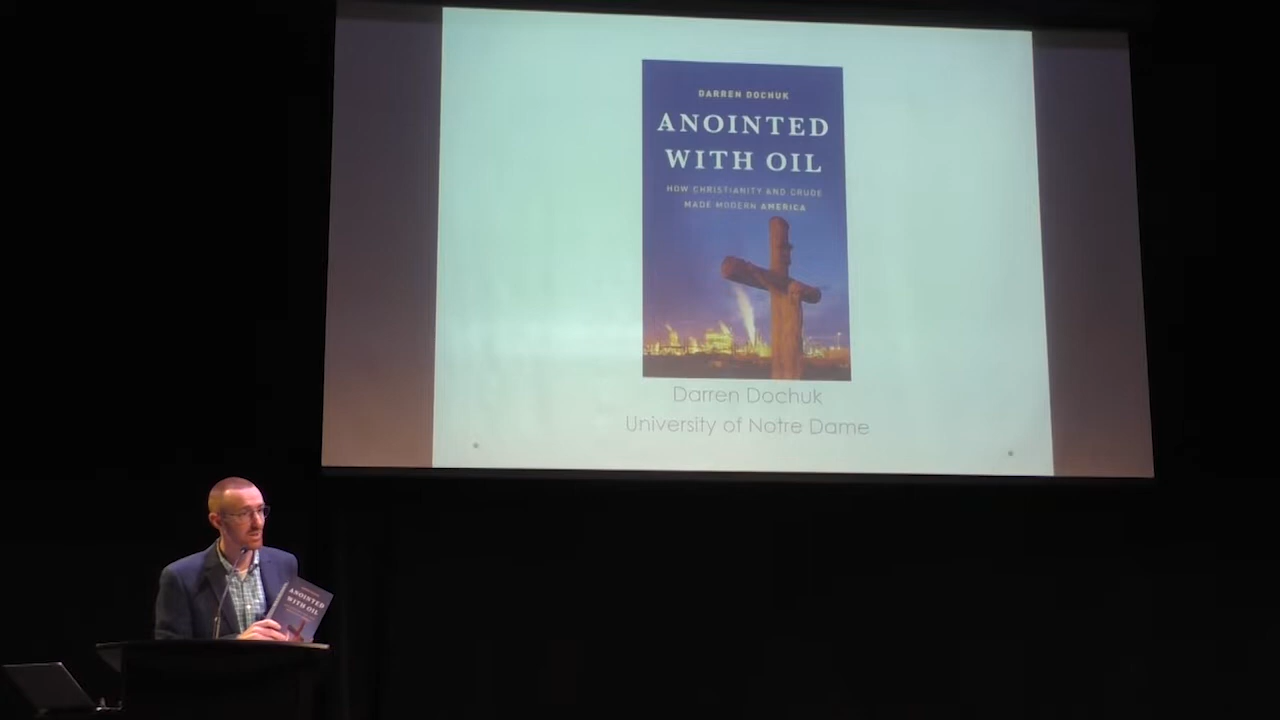 DARREN DOCHUK
ANOINTED
WITH OIL
HOW CHRISTIANITY AND CRUDE
MADE MODERN AMERICA
Darren Dochuk
University of Notre Dame
ANOINTED
WITH OIL